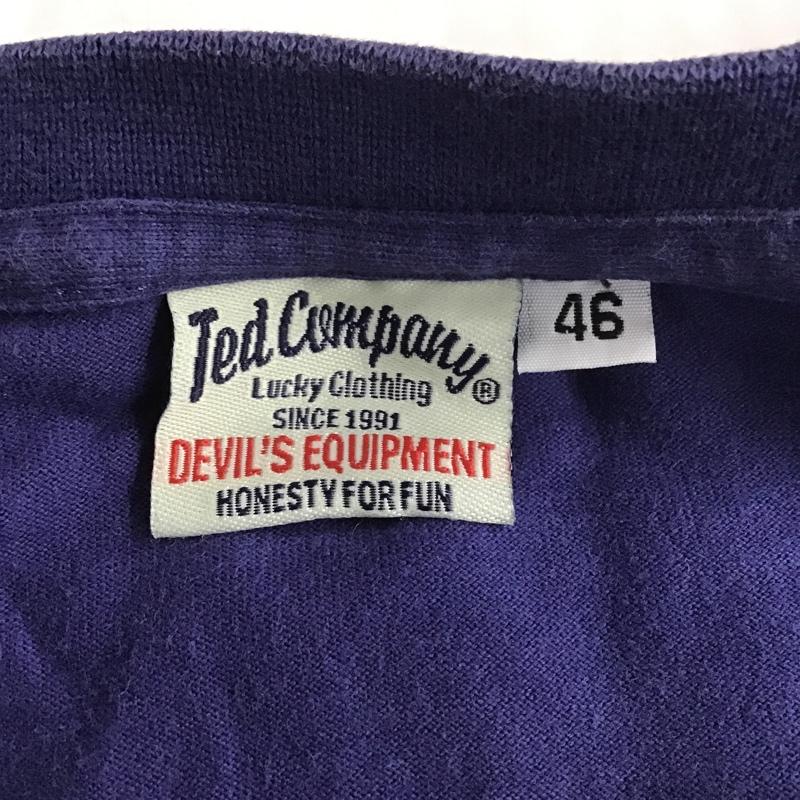 Ted Company®
Lucky Clothing
SINCE 1991
DEVIL'S EQUIPMENT
HONESTY FOR FUN
46